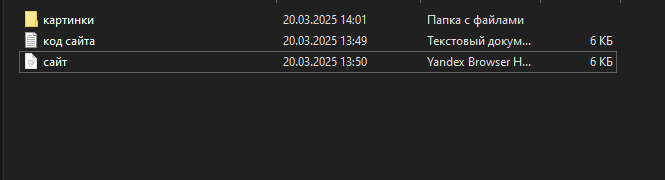 картинки 20.03.2025 14:01 Папка с файлами
код сайта 20.03.2025 13:49 Текстовый докум... 6 КБ
сайт 20.03.2025 13:50 Yandex Browser H... 6 КБ